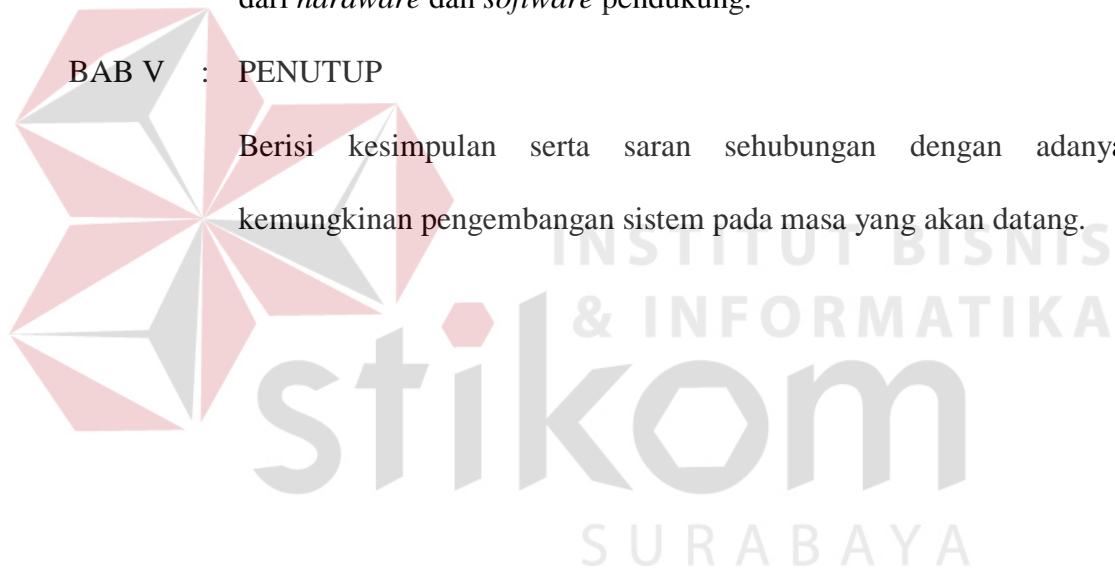 dari hardware dan software pendukung.
BAB V : PENUTUP
Berisi kesimpulan serta saran sehubungan dengan adanya
kemungkinan pengembangan sistem pada masa yang akan datang.
INSTITUT BISNIS
& INFORMATIKA
stikom
SURABAYA